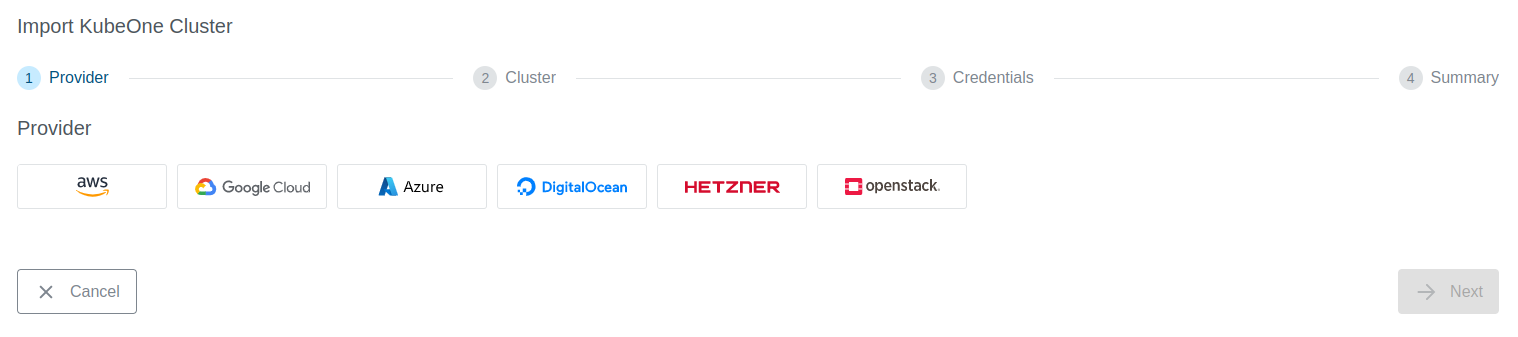 Import KubeOne Cluster
1 Provider 2 Cluster 3 Credentials 4 Summary
Provider
aws Google Cloud Azure DigitalOcean HETZNER openstack.
Cancel Next